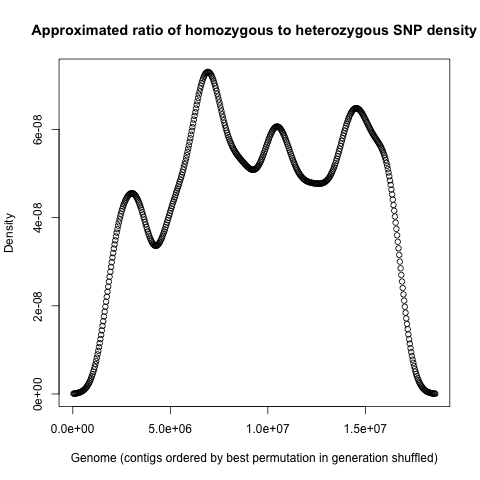 Approximated ratio of homozygous to heterozygous SNP density
6e-08
4e-08
2e-08
0e+00
Density
0.0e+00 5.0e+06 1.0e+07 1.5e+07
Genome (contigs ordered by best permutation in generation shuffled)